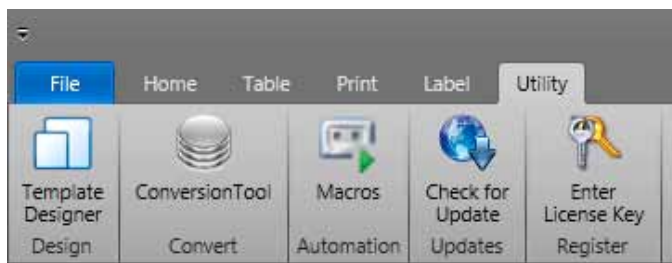 File Home Table Print Label Utility
Template Designer ConversionTool Macros Check for Update Enter License Key
Design Convert Automation Updates Register